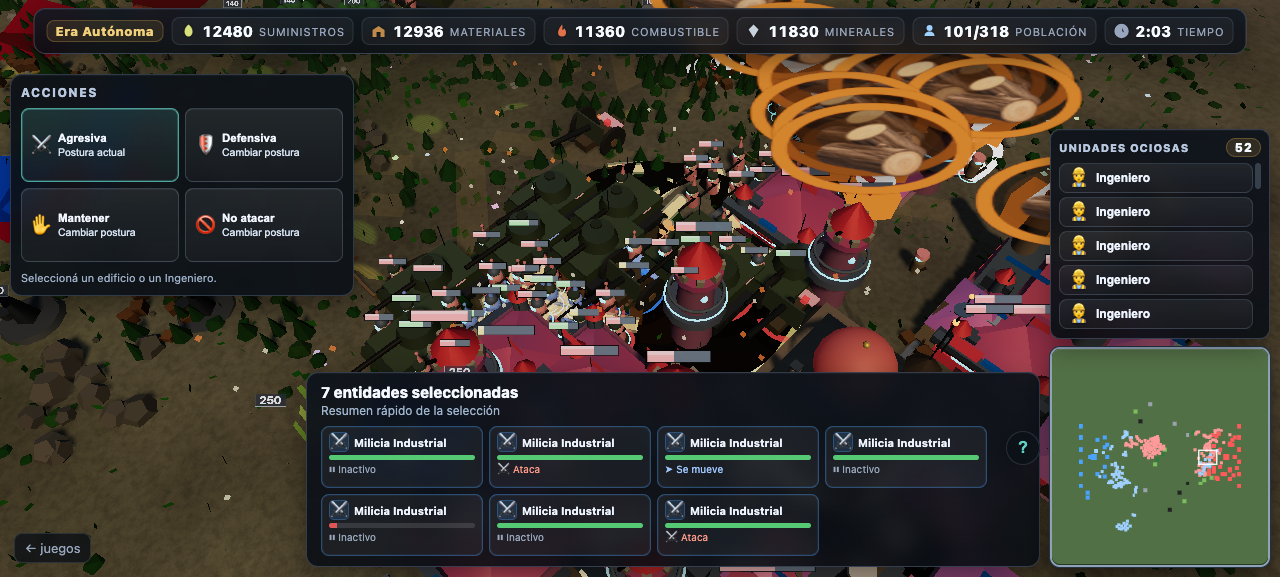 140
200
Era Autónoma
12480 SUMINISTROS
12936 MATERIALES
11360 COMBUSTIBLE
11830 MINERALES
101/318 POBLACIÓN
2:03 TIEMPO
ACCIONES
Agresiva
Postura actual
Defensiva
Cambiar postura
Mantener
Cambiar postura
No atacar
Cambiar postura
Seleccioná un edificio o un Ingeniero.
UNIDADES OCIOSAS 52
Ingeniero
Ingeniero
Ingeniero
Ingeniero
Ingeniero
250
250
7 entidades seleccionadas
Resumen rápido de la selección
Milicia Industrial
Inactivo
Milicia Industrial
Ataca
Milicia Industrial
Se mueve
Milicia Industrial
Inactivo
Milicia Industrial
Inactivo
Milicia Industrial
Inactivo
Milicia Industrial
Ataca
?
← juegos